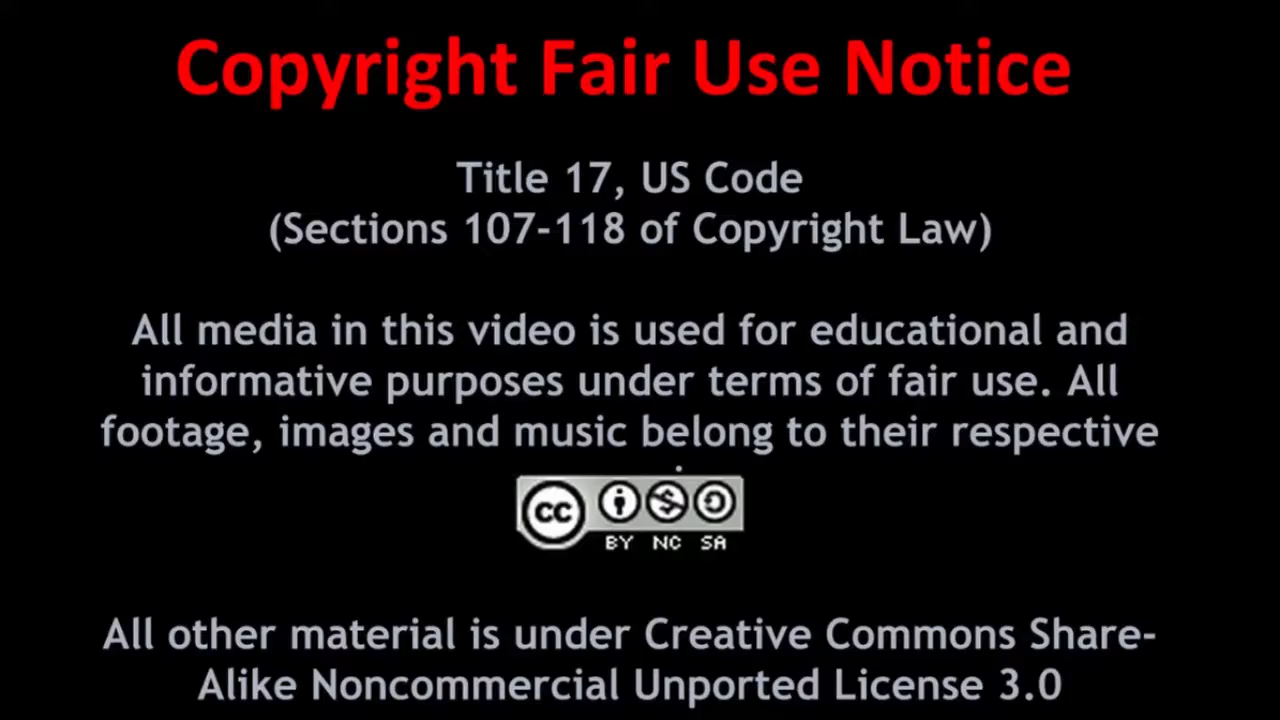 Copyright Fair Use Notice
Title 17, US Code
(Sections 107-118 of Copyright Law)
All media in this video is used for educational and
informative purposes under terms of fair use. All
footage, images and music belong to their respective
cc
BY NC SA
All other material is under Creative Commons Share-
Alike Noncommercial Unported License 3.0